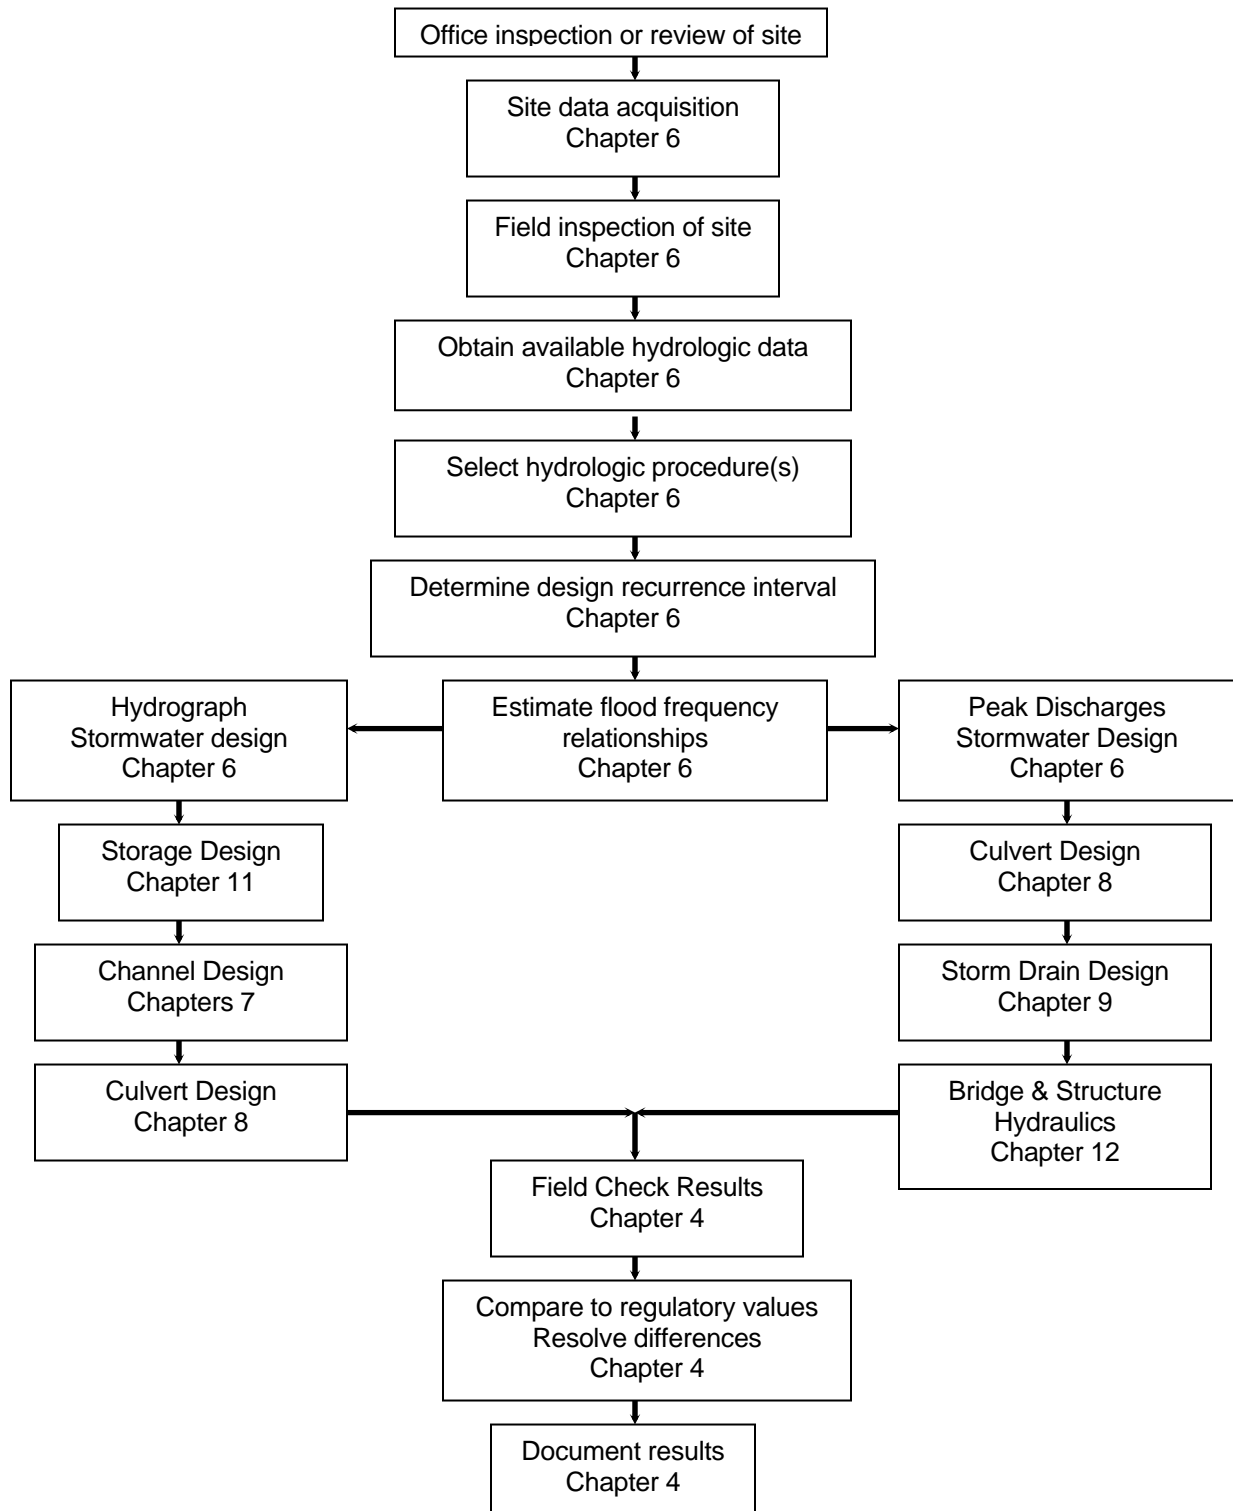 Office inspection or review of site
Site data acquisition
Chapter 6
Field inspection of site
Chapter 6
Obtain available hydrologic data
Chapter 6
Select hydrologic procedure(s)
Chapter 6
Determine design recurrence interval
Chapter 6
Hydrograph
Stormwater design
Chapter 6
Estimate flood frequency
relationships
Chapter 6
Peak Discharges
Stormwater Design
Chapter 6
Storage Design
Chapter 11
Culvert Design
Chapter 8
Channel Design
Chapters 7
Storm Drain Design
Chapter 9
Culvert Design
Chapter 8
Bridge & Structure
Hydraulics
Chapter 12
Field Check Results
Chapter 4
Compare to regulatory values
Resolve differences
Chapter 4
Document results
Chapter 4